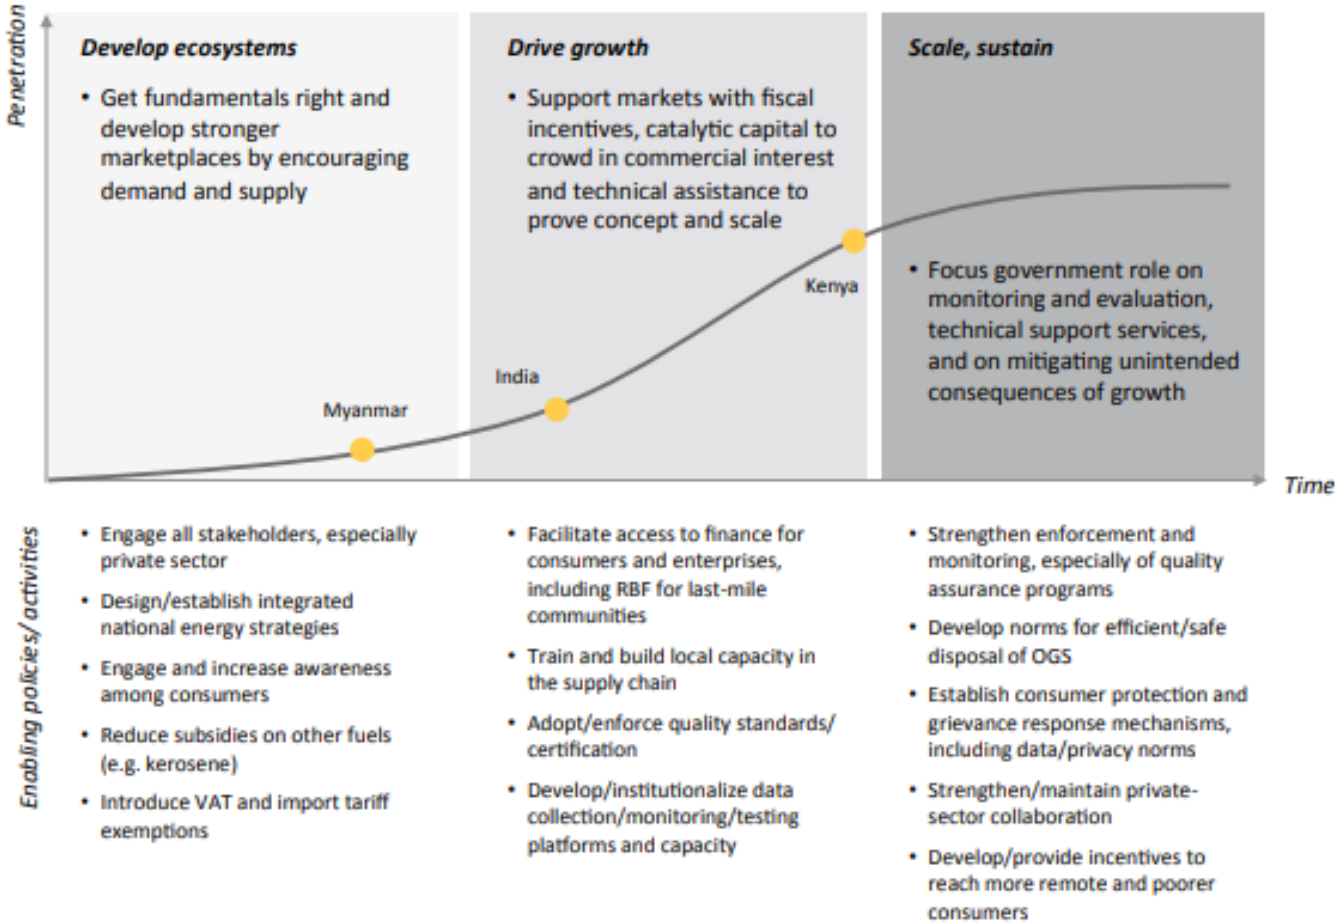 Penetration
Develop ecosystems
• Get fundamentals right and
develop stronger
marketplaces by encouraging
demand and supply
Drive growth
• Support markets with fiscal
incentives, catalytic capital to
crowd in commercial interest
and technical assistance to
prove concept and scale
Scale, sustain
• Focus government role on
monitoring and evaluation,
technical support services,
and on mitigating unintended
consequences of growth
Myanmar
India
Kenya
Time
Enabling policies/ activities
• Engage all stakeholders, especially
private sector
• Design/establish integrated
national energy strategies
• Engage and increase awareness
among consumers
• Reduce subsidies on other fuels
(e.g. kerosene)
• Introduce VAT and import tariff
exemptions
• Facilitate access to finance for
consumers and enterprises,
including RBF for last-mile
communities
• Train and build local capacity in
the supply chain
• Adopt/enforce quality standards/
certification
• Develop/institutionalize data
collection/monitoring/testing
platforms and capacity
• Strengthen enforcement and
monitoring, especially of quality
assurance programs
• Develop norms for efficient/safe
disposal of OGS
• Establish consumer protection and
grievance response mechanisms,
including data/privacy norms
• Strengthen/maintain private-
sector collaboration
• Develop/provide incentives to
reach more remote and poorer
consumers